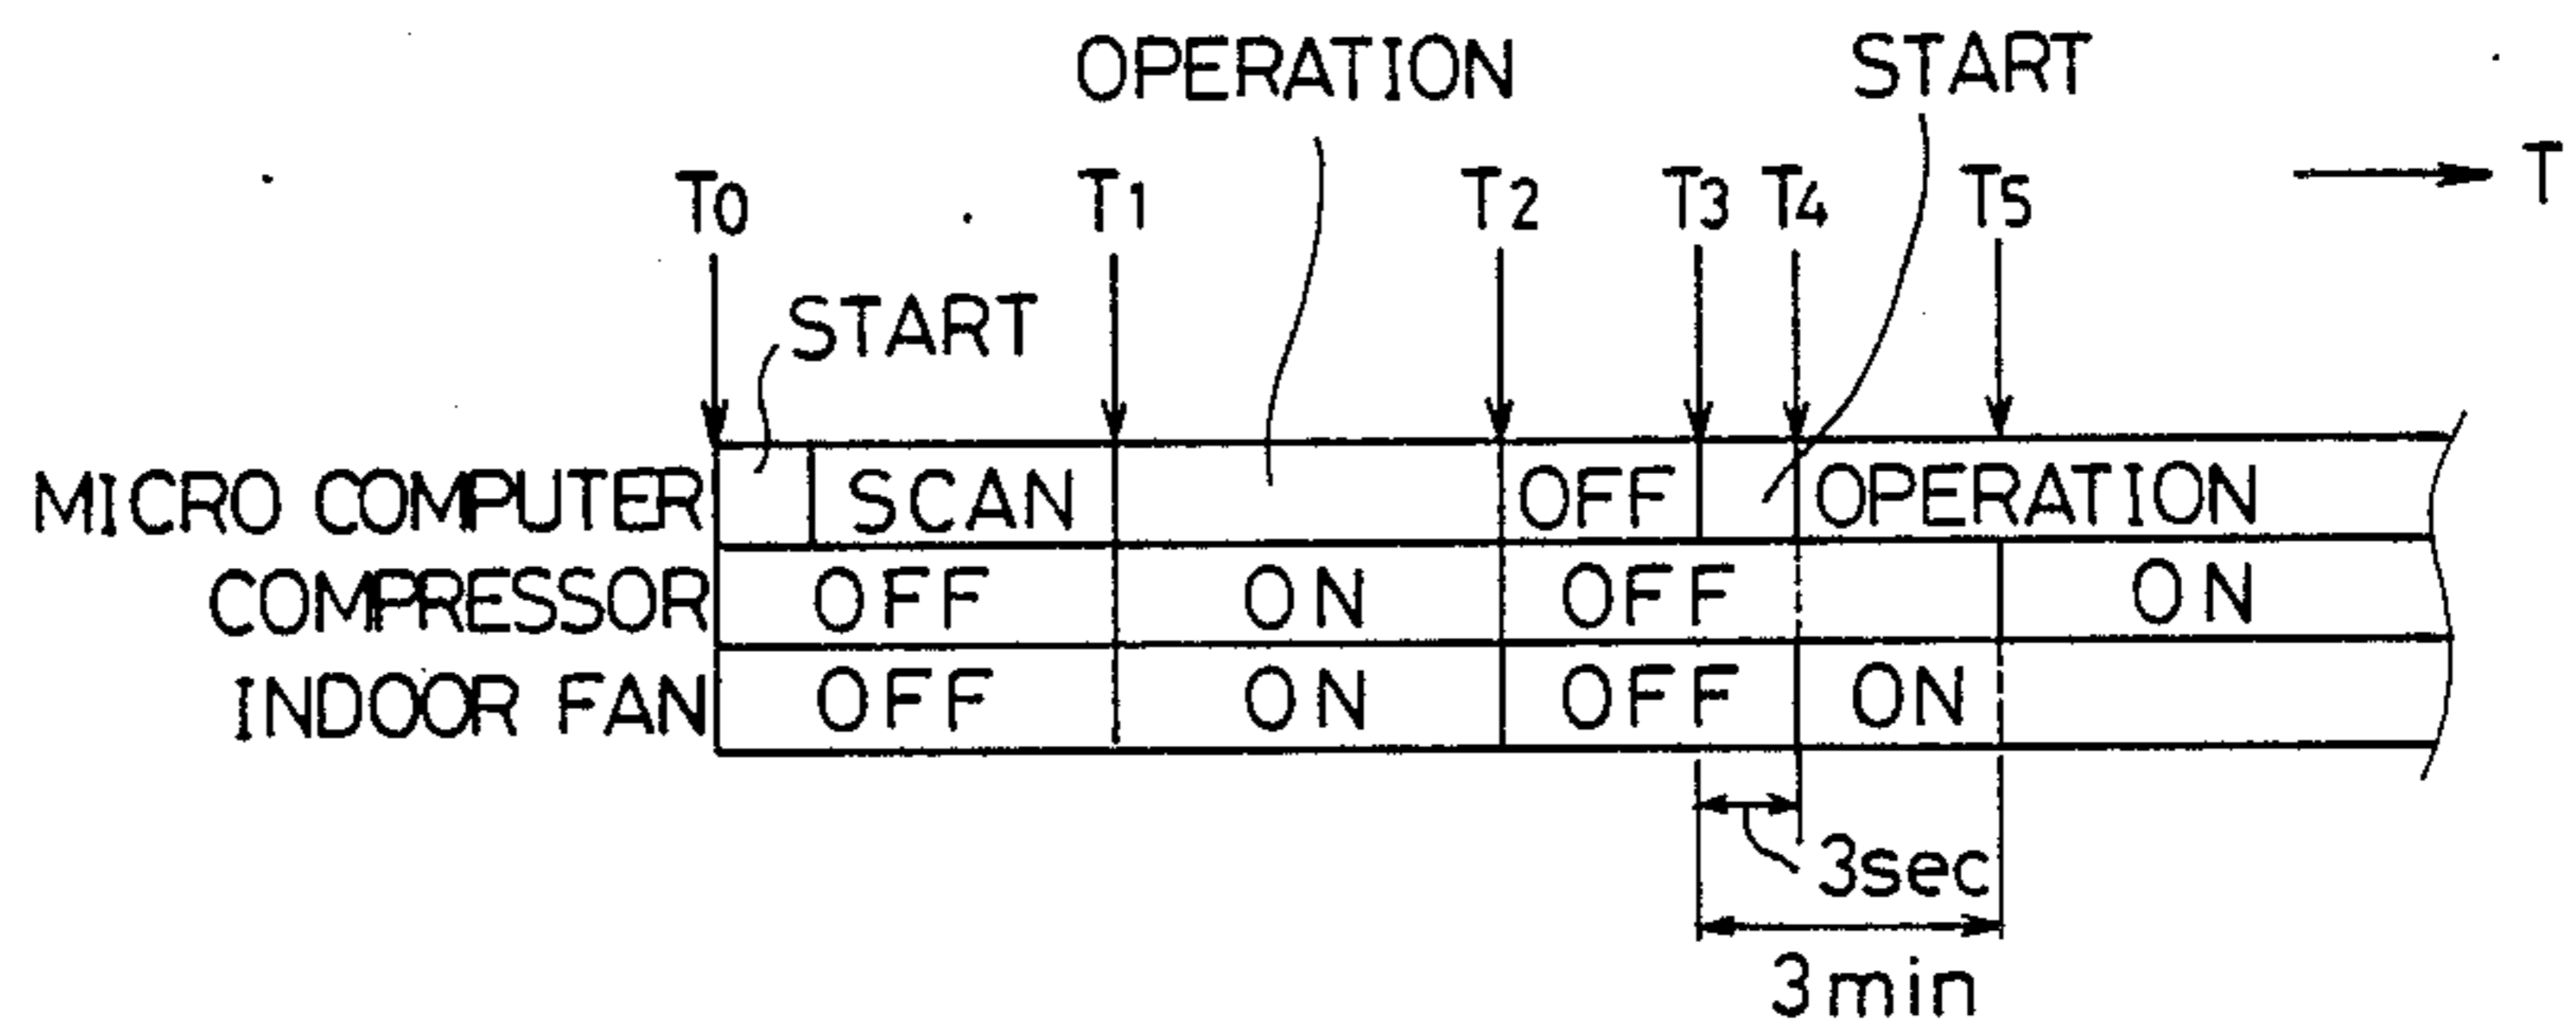 OPERATION START
T0 T1 T2 T3 T4 T5 T
START
MICRO COMPUTER SCAN OFF OPERATION
COMPRESSOR OFF ON OFF ON
INDOOR FAN OFF ON OFF ON
3sec
3min